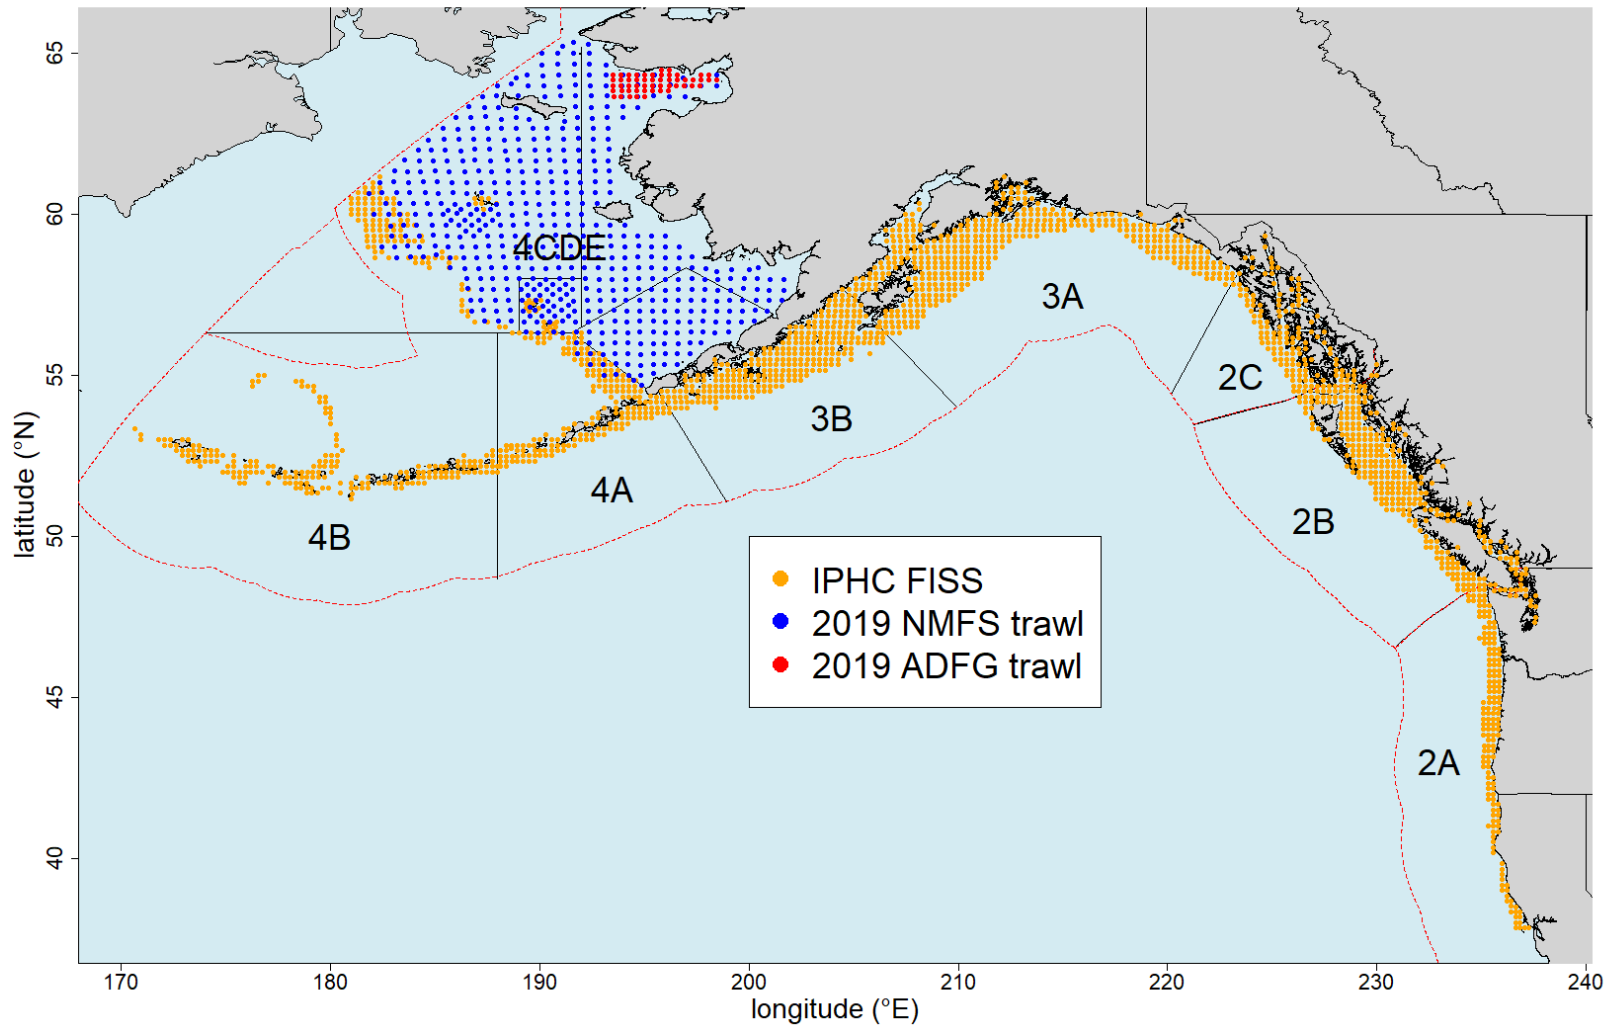 65
60
55
50
45
40
latitude (°N)
4CDE
3A
2C
3B
4A
2B
4B
IPHC FISS
2019 NMFS trawl
2019 ADFG trawl
2A
170
180
190
200
210
220
230
240
longitude (°E)